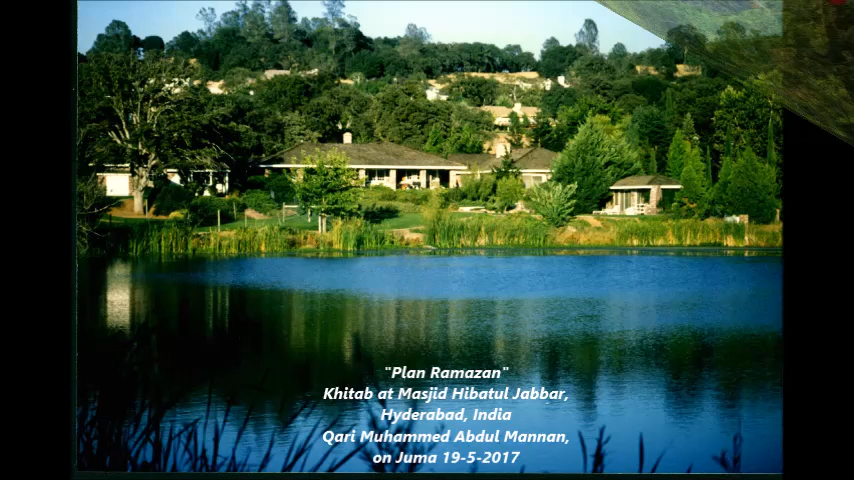 "Plan Ramazan"
Khitab at Masjid Hibatul Jabbar,
Hyderabad, India
Qari Muhammed Abdul Mannan,
on Juma 19-5-2017